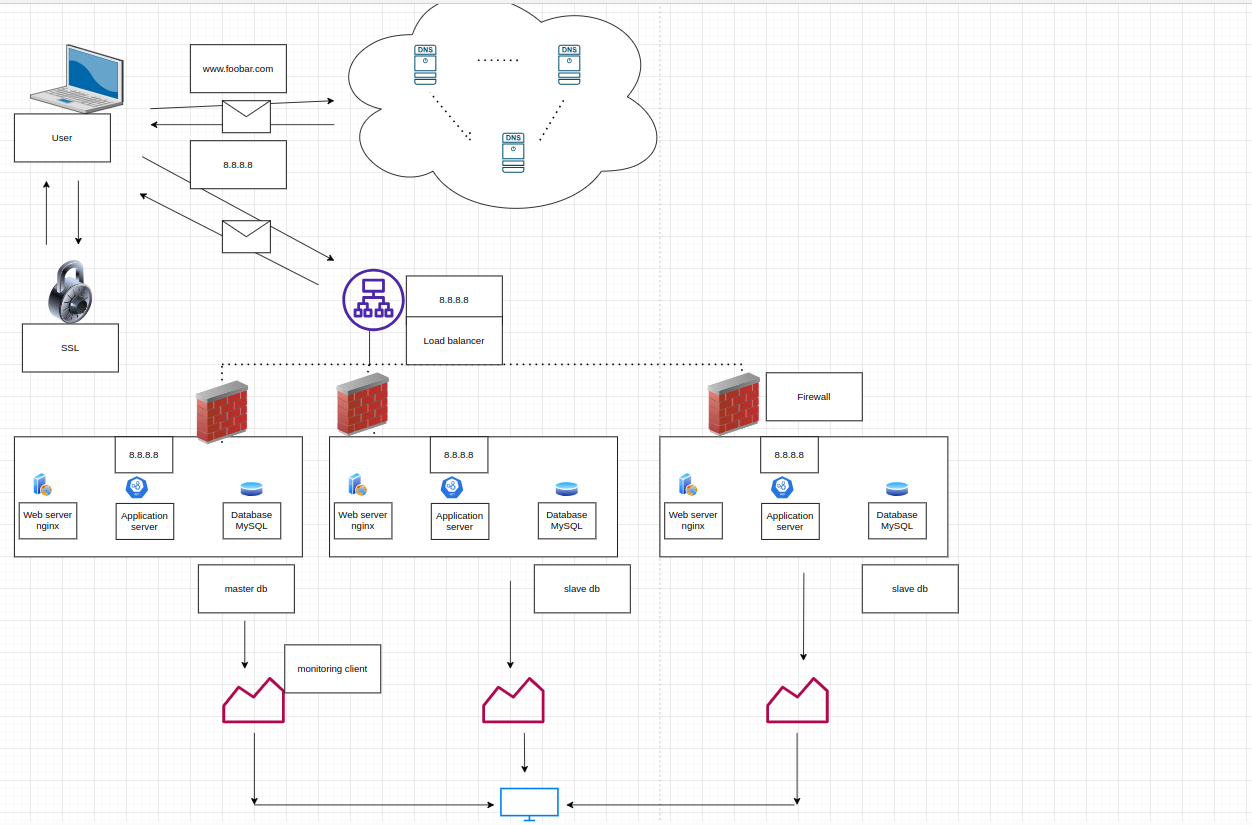 DNS
DNS
www.foobar.com
User
DNS
8.8.8.8
8.8.8.8
Load balancer
SSL
Firewall
8.8.8.8
8.8.8.8
8.8.8.8
Web server
nginx
Application
server
Database
MySQL
Web server
nginx
Application
server
Database
MySQL
Web server
nginx
Application
server
Database
MySQL
master db
slave db
slave db
monitoring client